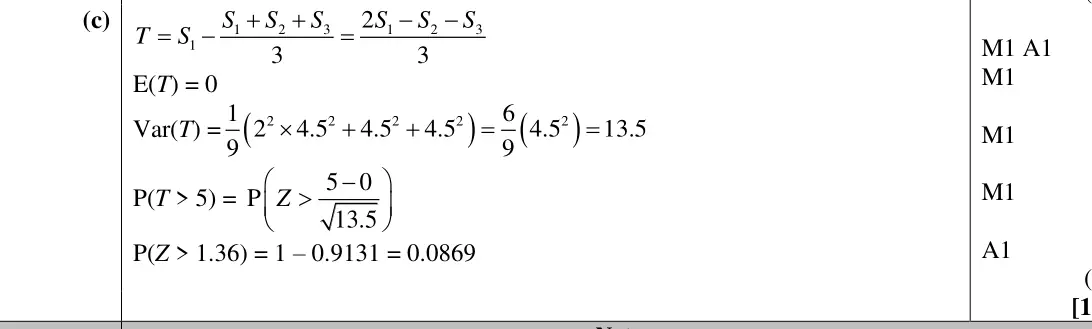 (c) T = S₁ − (S₁ + S₂ + S₃)/3 = (2S₁ − S₂ − S₃)/3
M1 A1
E(T) = 0
M1
Var(T) = 1/9 (2² × 4.5² + 4.5² + 4.5²) = 6/9 (4.5²) = 13.5
M1
P(T > 5) = P(Z > (5 − 0)/√13.5)
M1
P(Z > 1.36) = 1 – 0.9131 = 0.0869
A1
(
[1